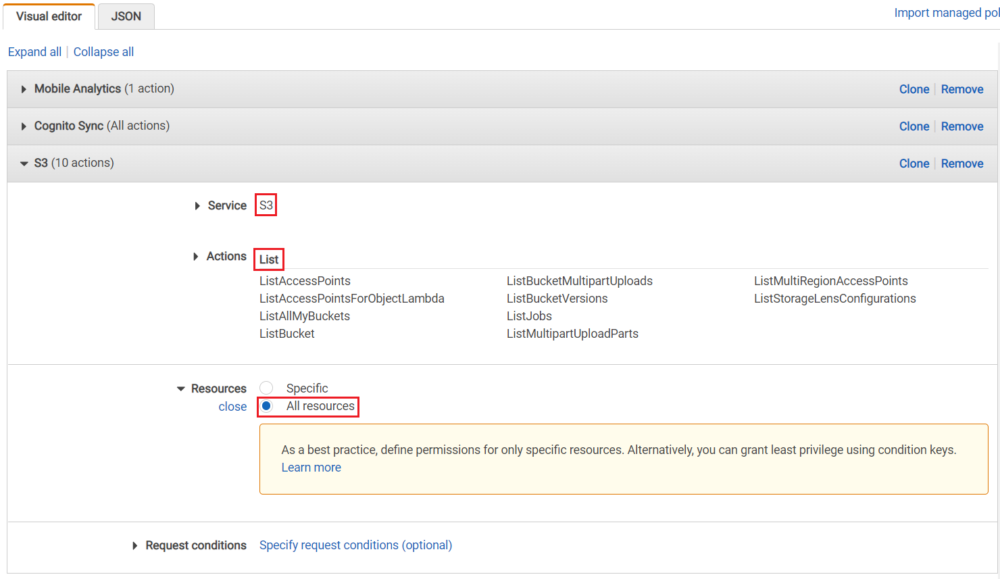 Visual editor JSON Import managed pol
Expand all Collapse all
Mobile Analytics (1 action) Clone Remove
Cognito Sync (All actions) Clone Remove
S3 (10 actions) Clone Remove
Service S3
Actions List
ListAccessPoints ListBucketMultipartUploads ListMultiRegionAccessPoints
ListAccessPointsForObjectLambda ListBucketVersions ListStorageLensConfigurations
ListAllMyBuckets ListJobs
ListBucket ListMultipartUploadParts
Resources Specific
close All resources
As a best practice, define permissions for only specific resources. Alternatively, you can grant least privilege using condition keys.
Learn more
Request conditions Specify request conditions (optional)